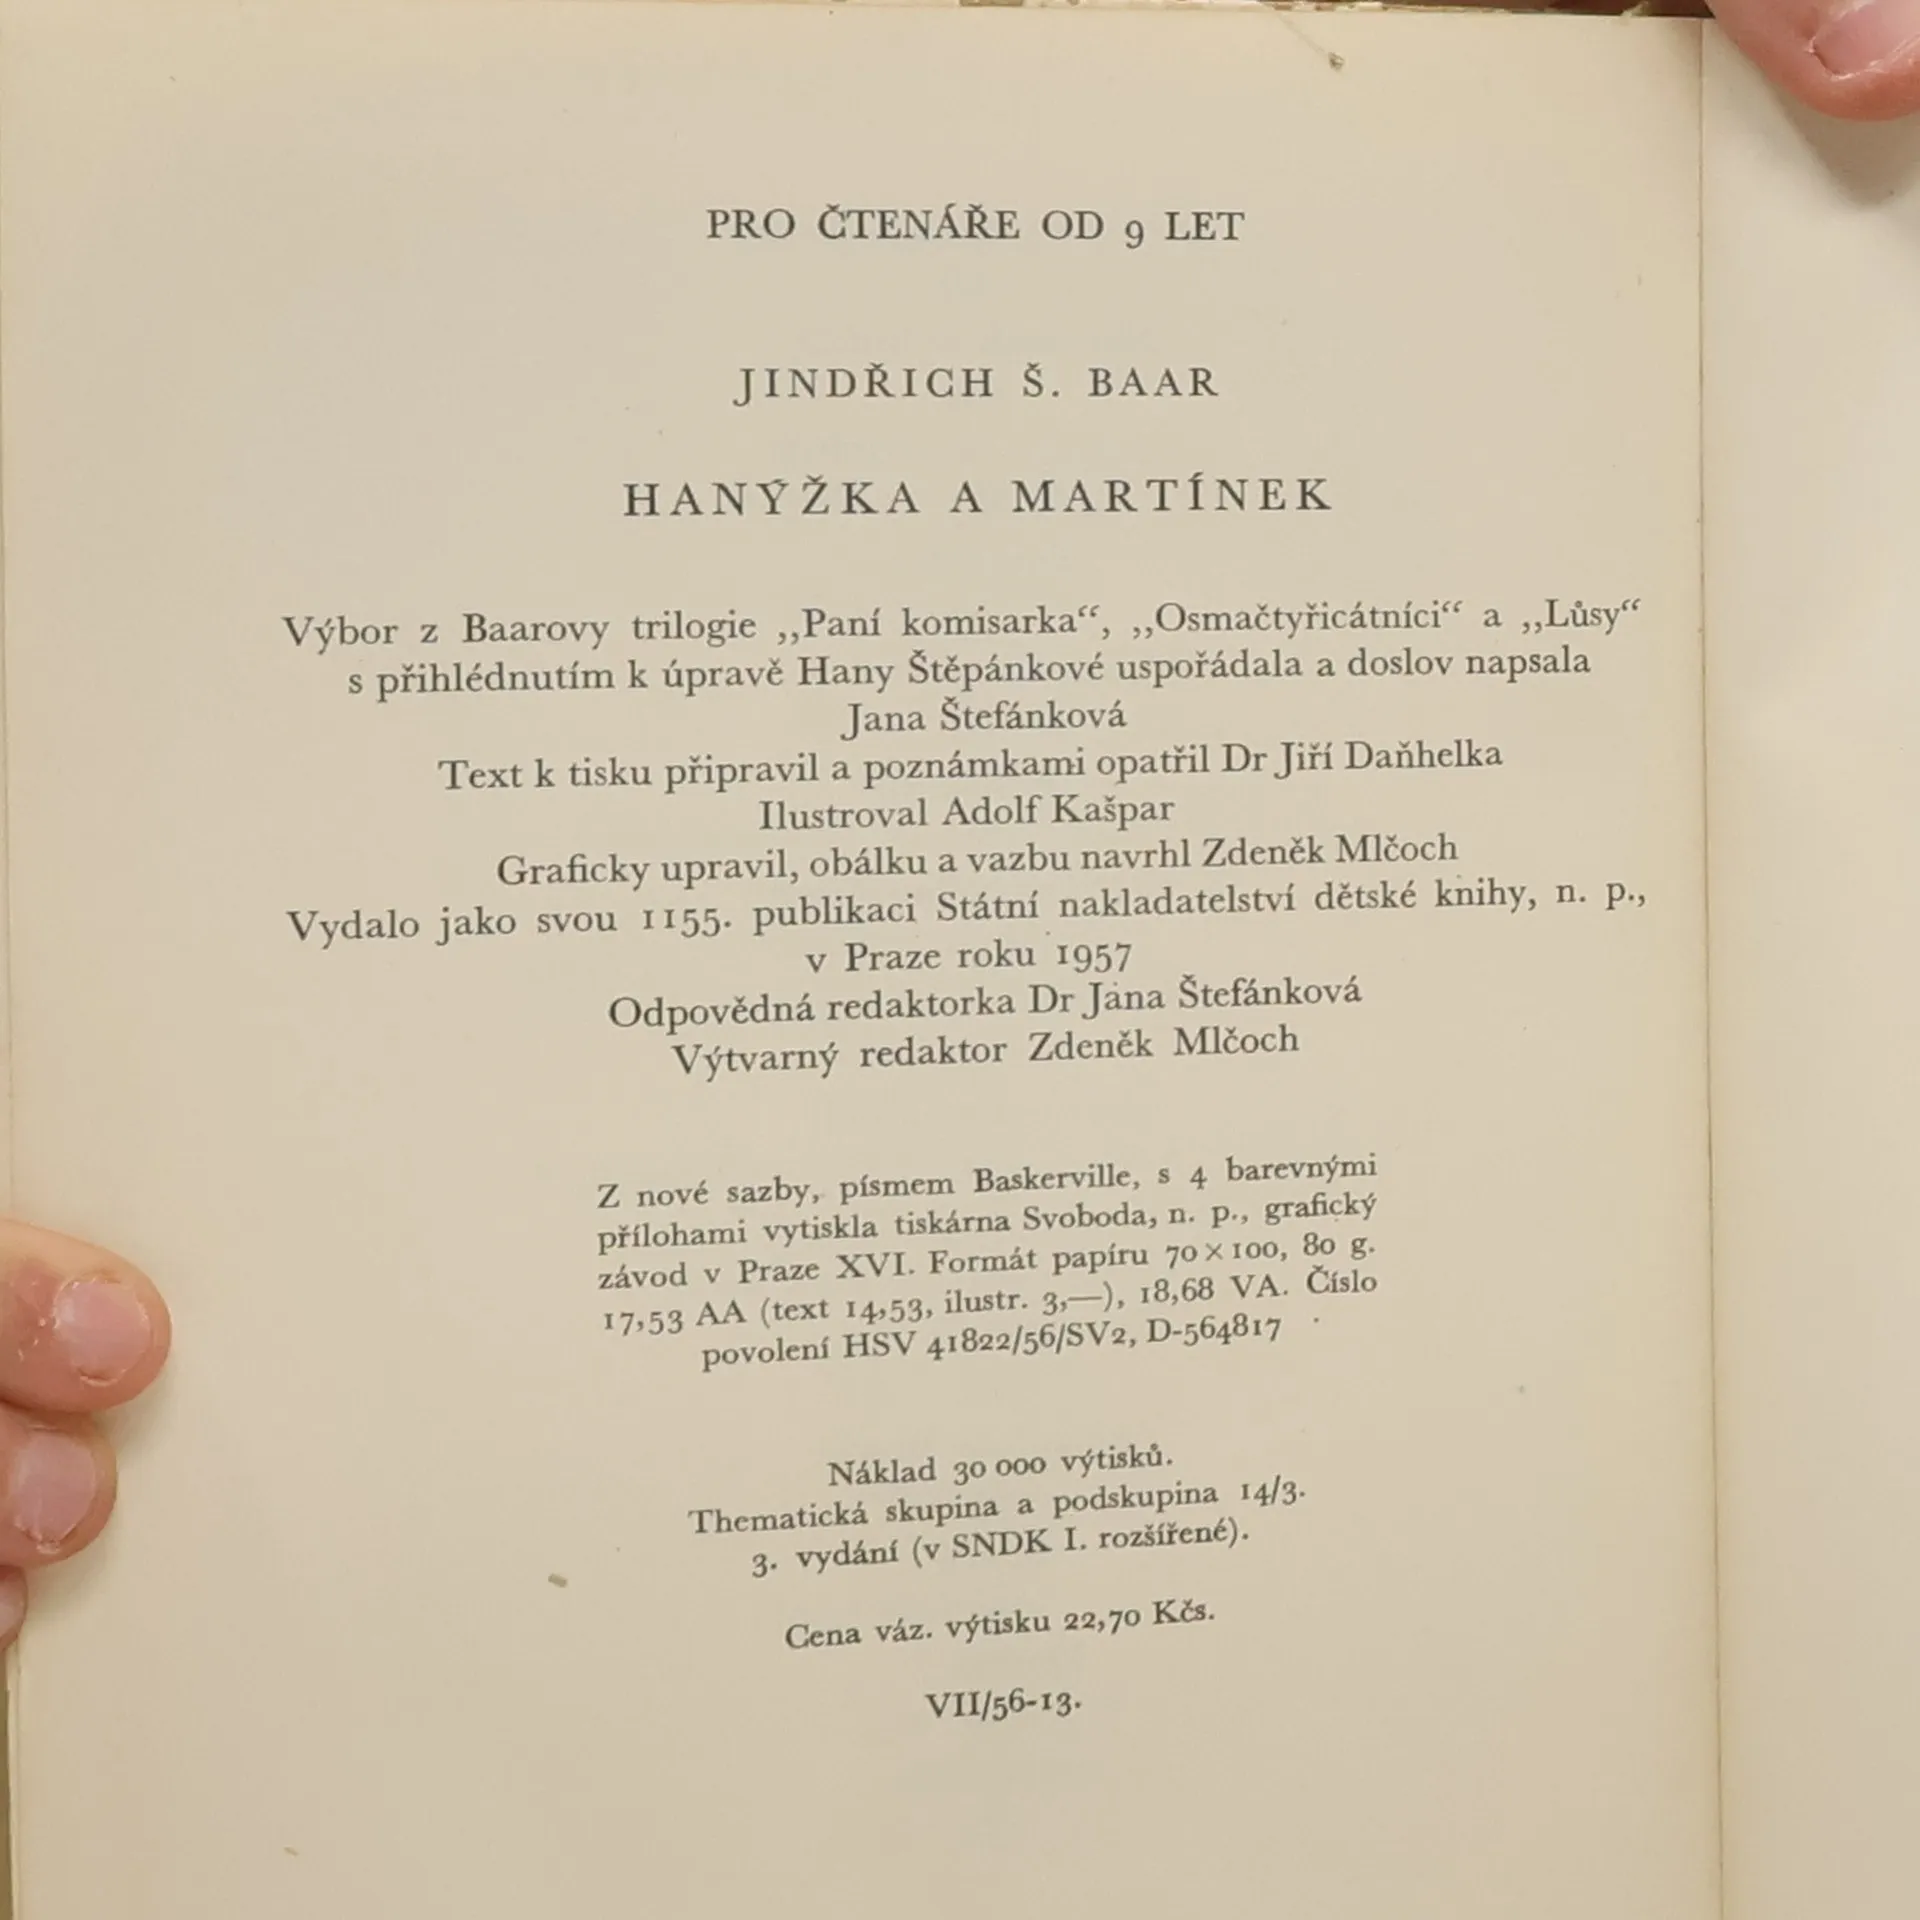 PRO ČTENÁŘE OD 9 LET
JINDŘICH Š. BAAR
HANÝŽKA A MARTÍNEK
Výbor z Baarovy trilogie ,,Paní komisarka“, ,,Osmačtyřicátníci“ a ,,Lůsy“
s přihlédnutím k úpravě Hany Štěpánkové uspořádala a doslov napsala
Jana Štefánková
Text k tisku připravil a poznámkami opatřil Dr Jiří Daňhelka
Ilustroval Adolf Kašpar
Graficky upravil, obálku a vazbu navrhl Zdeněk Mlčoch
Vydalo jako svou 1155. publikaci Státní nakladatelství dětské knihy, n. p.,
v Praze roku 1957
Odpovědná redaktorka Dr Jana Štefánková
Výtvarný redaktor Zdeněk Mlčoch
Z nové sazby, písmem Baskerville, s 4 barevnými
přílohami vytiskla tiskárna Svoboda, n. p., grafický
závod v Praze XVI. Formát papíru 70×100, 80 g.
17,53 AA (text 14,53, ilustr. 3,—), 18,68 VA. Číslo
povolení HSV 41822/56/SV2, D-564817
Náklad 30 000 výtisků.
Thematická skupina a podskupina 14/3.
3. vydání (v SNDK I. rozšířené).
Cena váz. výtisku 22,70 Kčs.
VII/56-13.